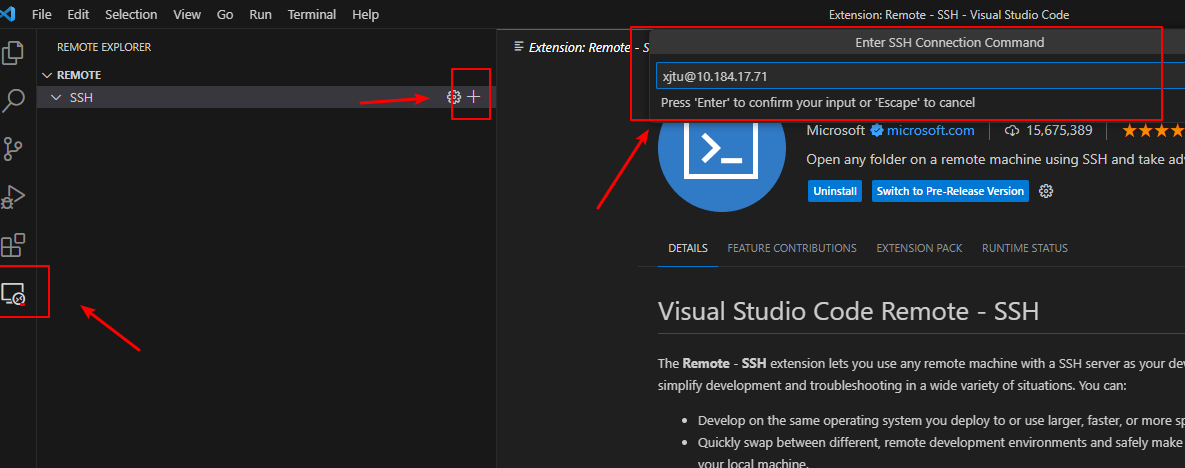 File Edit Selection View Go Run Terminal Help
Extension: Remote - SSH - Visual Studio Code
REMOTE EXPLORER
REMOTE
SSH
Extension: Remote - S
Enter SSH Connection Command
xjtu@10.184.17.71
Press 'Enter' to confirm your input or 'Escape' to cancel
Microsoft microsoft.com 15,675,389
Open any folder on a remote machine using SSH and take ad
Uninstall Switch to Pre-Release Version
DETAILS FEATURE CONTRIBUTIONS EXTENSION PACK RUNTIME STATUS
Visual Studio Code Remote - SSH
The Remote - SSH extension lets you use any remote machine with a SSH server as your de
simplify development and troubleshooting in a wide variety of situations. You can:
• Develop on the same operating system you deploy to or use larger, faster, or more sp
• Quickly swap between different, remote development environments and safely make
your local machine.